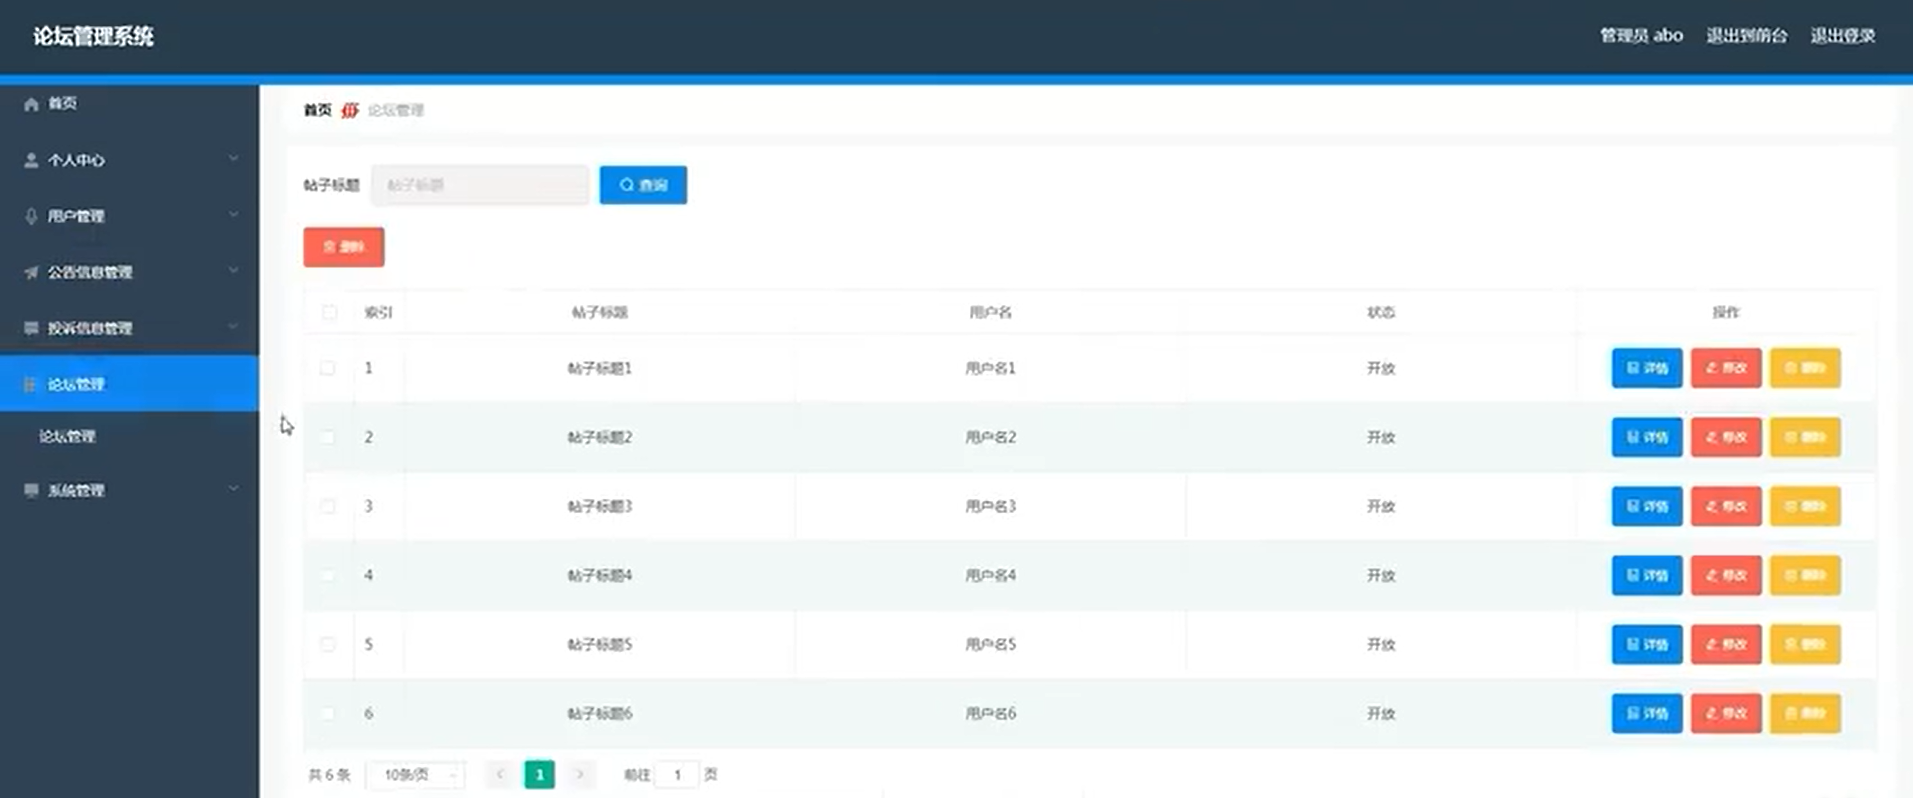 论坛管理系统
管理员 abo 退出到前台 退出登录
首页
个人中心
用户管理
公告信息管理
投诉信息管理
论坛管理
论坛管理
系统管理
首页 论坛管理
帖子标题 帖子标题 查询
删除
索引 帖子标题 用户名 状态 操作
1 帖子标题1 用户名1 开放 详情 修改 删除
2 帖子标题2 用户名2 开放 详情 修改 删除
3 帖子标题3 用户名3 开放 详情 修改 删除
4 帖子标题4 用户名4 开放 详情 修改 删除
5 帖子标题5 用户名5 开放 详情 修改 删除
6 帖子标题6 用户名6 开放 详情 修改 删除
共 6 条 10条/页 1 前往 1 页